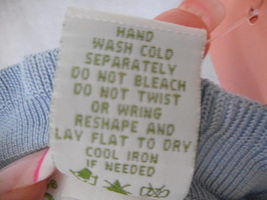 HAND
WASH COLD
SEPARATELY
DO NOT BLEACH
DO NOT TWIST
OR WRING
RESHAPE AND
LAY FLAT TO DRY
COOL IRON
IF NEEDED